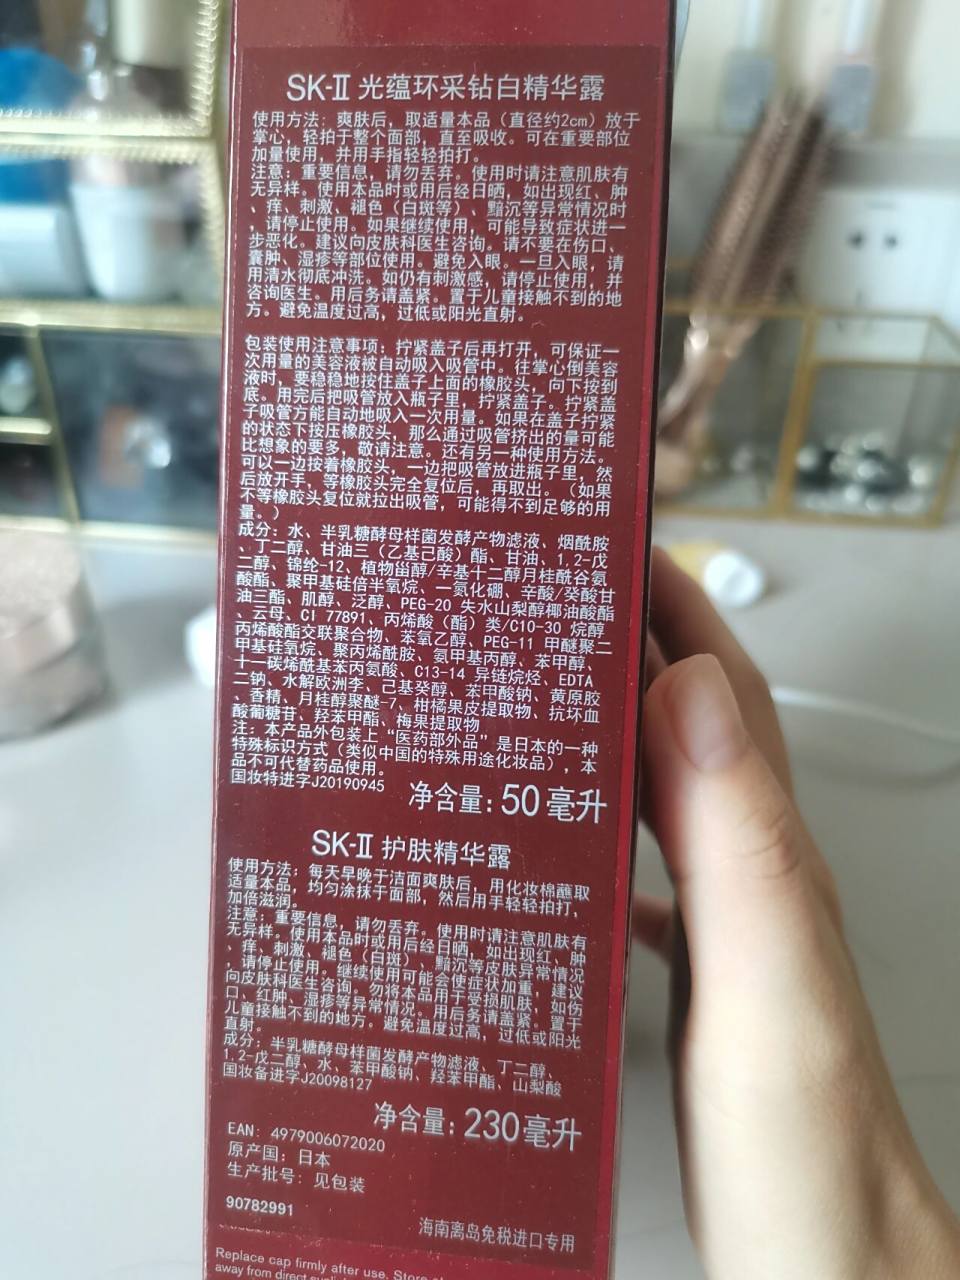 SK-II 光蕴环采钻白精华露
使用方法：爽肤后，取适量本品（直径约2cm）放于
掌心，轻拍于整个面部，直至吸收。可在重要部位
加量使用，并用手指轻轻拍打。
注意：重要信息，请勿丢弃。使用时请注意肌肤有
无异样。使用本品时或用后经日晒，如出现红、肿
、痒、刺激、褪色（白斑等）、黯沉等异常情况时
，请停止使用。如果继续使用，可能导致症状进一
步恶化。建议向皮肤科医生咨询。请不要在伤口、
囊肿、湿疹等部位使用。避免入眼。一旦入眼，请
用清水彻底冲洗。如仍有刺激感，请停止使用，并
咨询医生。用后务请盖紧。置于儿童接触不到的地
方。避免温度过高，过低或阳光直射。
包装使用注意事项：拧紧盖子后再打开，可保证一
次用量的美容液被自动吸入吸管中。往掌心倒美容
液时，要稳稳地按住盖子上面的橡胶头，向下按到
底。用完后把吸管放入瓶子里，拧紧盖子。拧紧盖
子吸管方能自动地吸入一次用量。如果在盖子拧紧
的状态下按压橡胶头，那么通过吸管挤出的量可能
比想象的要多，敬请注意。还有另一种使用方法。
可以一边按着橡胶头，一边把吸管放进瓶子里，然
后放开手，等橡胶头完全复位后，再取出。（如果
不等橡胶头复位就拉出吸管，可能得不到足够的用
量。）
成分：水、半乳糖酵母样菌发酵产物滤液、烟酰胺
、丁二醇、甘油三（乙基己酸）酯、甘油、1,2-戊
二醇、锦纶-12、植物甾醇/辛基十二醇月桂酰谷氨
酸酯、聚甲基硅倍半氧烷、一氮化硼、辛酸/癸酸甘
油三酯、肌醇、泛醇、PEG-20 失水山梨醇椰油酸酯
、云母、CI 77891、丙烯酸（酯）类/C10-30 烷醇
丙烯酸酯交联聚合物、苯氧乙醇、PEG-11 甲醚聚二
甲基硅氧烷、聚丙烯酰胺、氨甲基丙醇、苯甲醇、
十一碳烯酰基苯丙氨酸、C13-14 异链烷烃、EDTA
二钠、水解欧洲李、己基癸醇、苯甲酸钠、黄原胶
、香精、月桂醇聚醚-7、柑橘果皮提取物、抗坏血
酸葡糖苷、羟苯甲酯、梅果提取物
注：本产品外包装上“医药部外品”是日本的一种
特殊标识方式（类似中国的特殊用途化妆品），本
品不可代替药品使用。
国妆特进字J20190945
净含量：50毫升
SK-II 护肤精华露
使用方法：每天早晚于洁面爽肤后，用化妆棉蘸取
适量本品，均匀涂抹于面部，然后用手轻轻拍打，
加倍滋润。
注意：重要信息，请勿丢弃。使用时请注意肌肤有
无异样。使用本品时或用后经日晒，如出现红、肿
、痒、刺激、褪色（白斑）、黯沉等皮肤异常情况
，请停止使用。继续使用可能会使症状加重，建议
向皮肤科医生咨询。勿将本品用于受损肌肤，如伤
口、红肿、湿疹等异常情况。用后务请盖紧。置于
儿童接触不到的地方。避免温度过高，过低或阳光
直射。
成分：半乳糖酵母样菌发酵产物滤液、丁二醇、
1,2-戊二醇、水、苯甲酸钠、羟苯甲酯、山梨酸
国妆备进字J20098127
净含量：230毫升
EAN: 4979006072020
原产国：日本
生产批号：见包装
90782991
海南离岛免税进口专用
Replace cap firmly after use. Store
away from direct